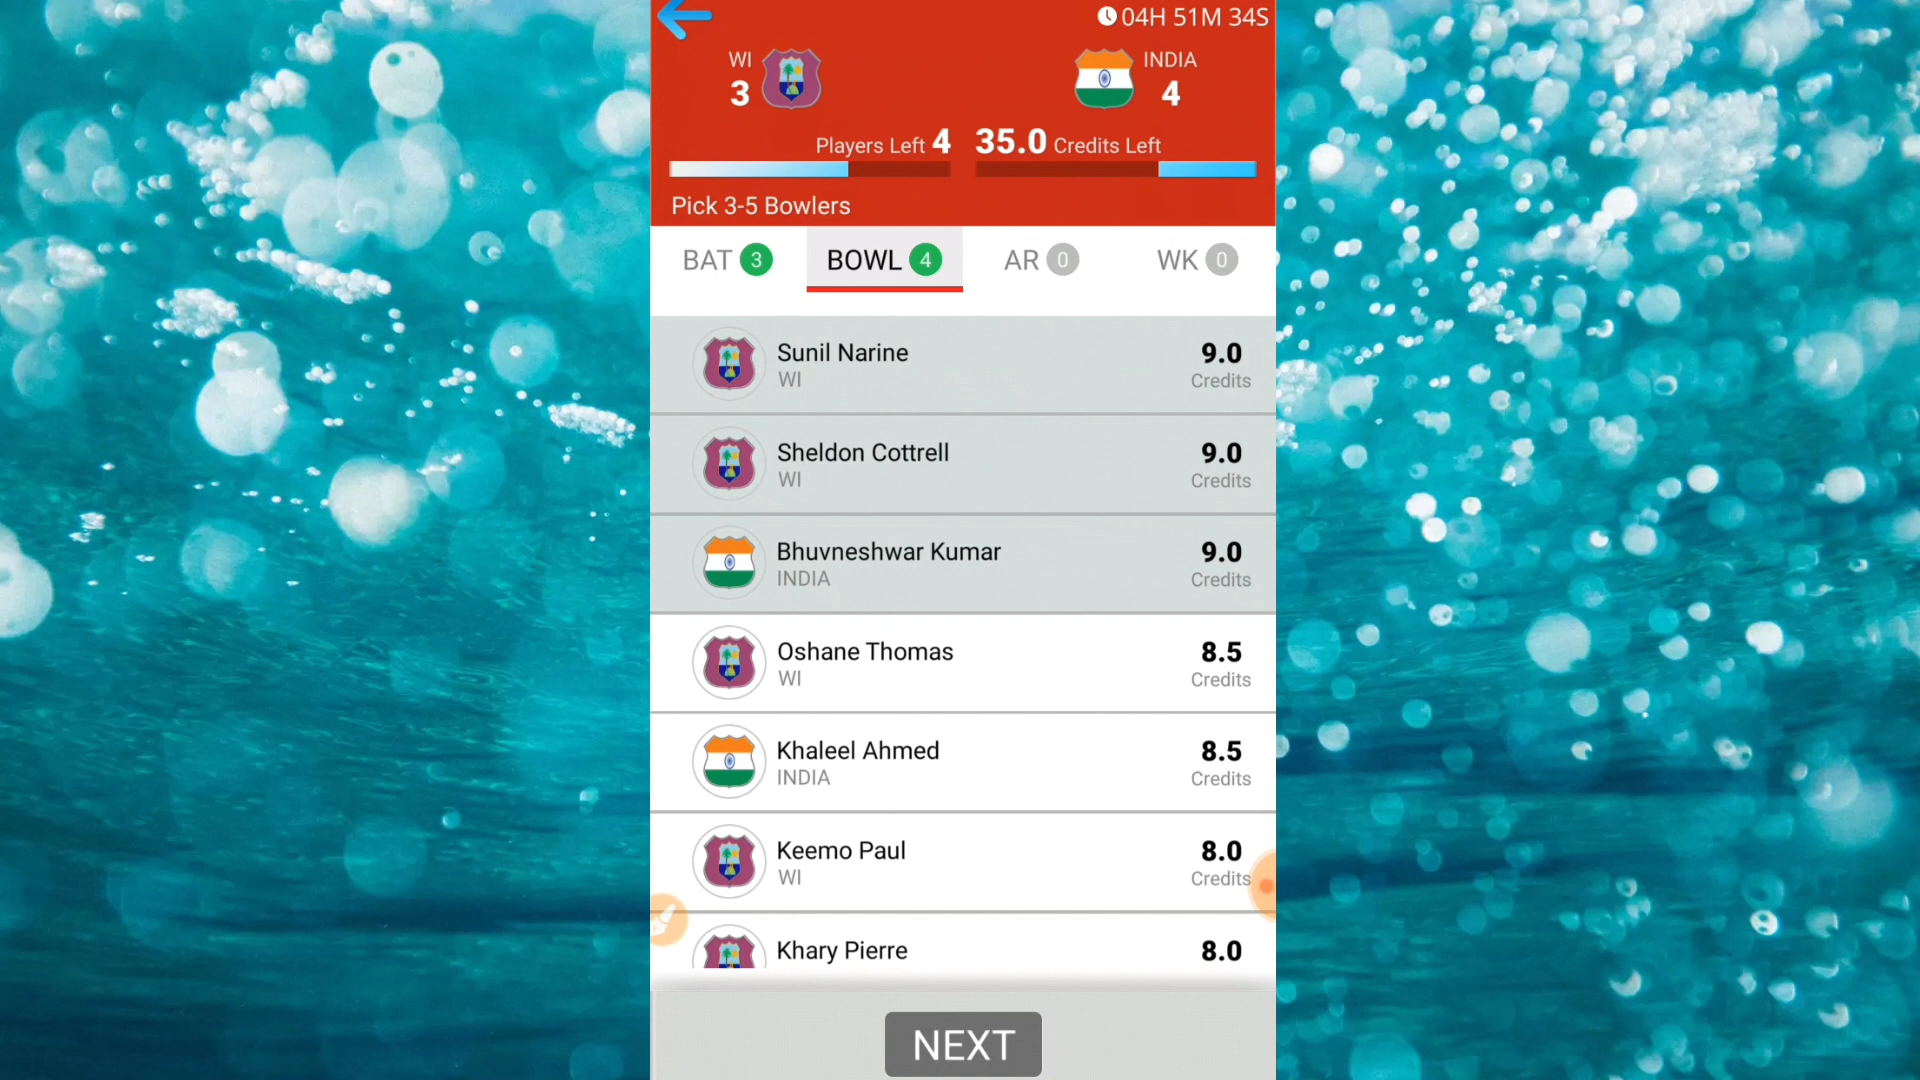 04H 51M 34S
WI
3
INDIA
4
Players Left 4
35.0 Credits Left
Pick 3-5 Bowlers
BAT 3
BOWL 4
AR 0
WK 0
Sunil Narine
WI
9.0
Credits
Sheldon Cottrell
WI
9.0
Credits
Bhuvneshwar Kumar
INDIA
9.0
Credits
Oshane Thomas
WI
8.5
Credits
Khaleel Ahmed
INDIA
8.5
Credits
Keemo Paul
WI
8.0
Credits
Khary Pierre
8.0
NEXT